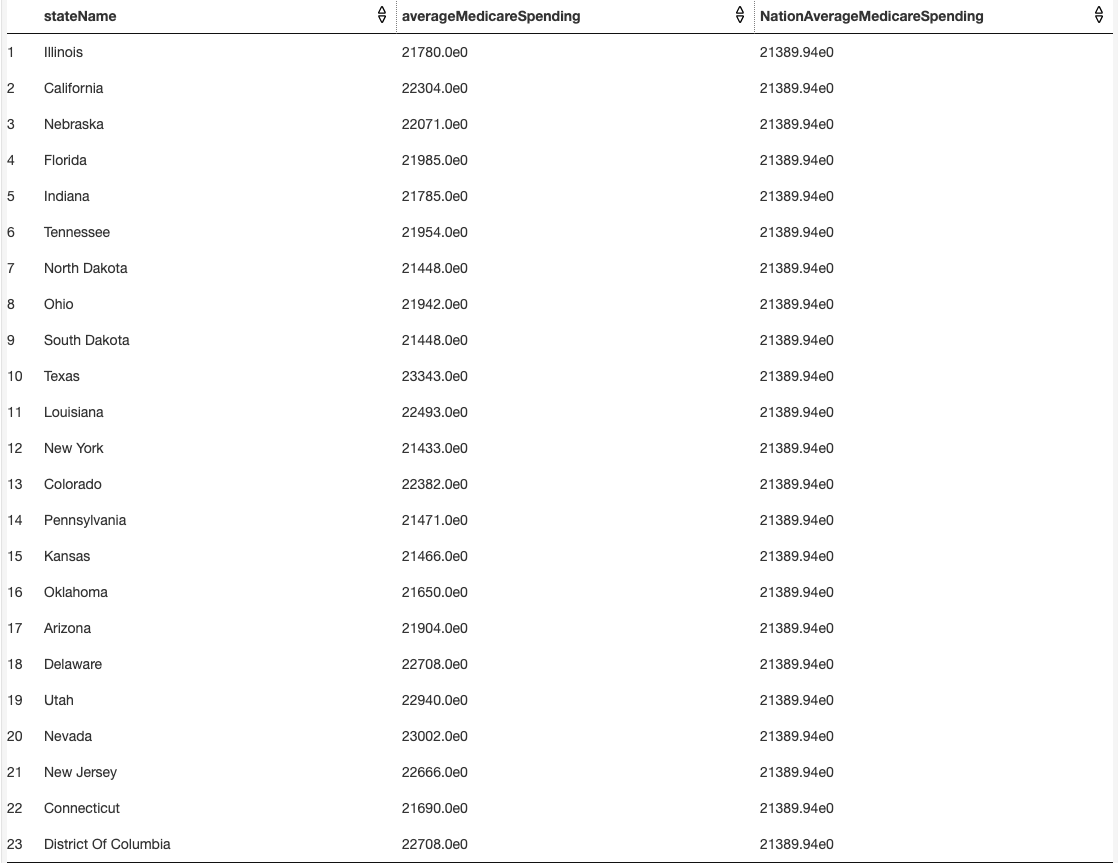 stateName averageMedicareSpending NationAverageMedicareSpending
1 Illinois 21780.0e0 21389.94e0
2 California 22304.0e0 21389.94e0
3 Nebraska 22071.0e0 21389.94e0
4 Florida 21985.0e0 21389.94e0
5 Indiana 21785.0e0 21389.94e0
6 Tennessee 21954.0e0 21389.94e0
7 North Dakota 21448.0e0 21389.94e0
8 Ohio 21942.0e0 21389.94e0
9 South Dakota 21448.0e0 21389.94e0
10 Texas 23343.0e0 21389.94e0
11 Louisiana 22493.0e0 21389.94e0
12 New York 21433.0e0 21389.94e0
13 Colorado 22382.0e0 21389.94e0
14 Pennsylvania 21471.0e0 21389.94e0
15 Kansas 21466.0e0 21389.94e0
16 Oklahoma 21650.0e0 21389.94e0
17 Arizona 21904.0e0 21389.94e0
18 Delaware 22708.0e0 21389.94e0
19 Utah 22940.0e0 21389.94e0
20 Nevada 23002.0e0 21389.94e0
21 New Jersey 22666.0e0 21389.94e0
22 Connecticut 21690.0e0 21389.94e0
23 District Of Columbia 22708.0e0 21389.94e0